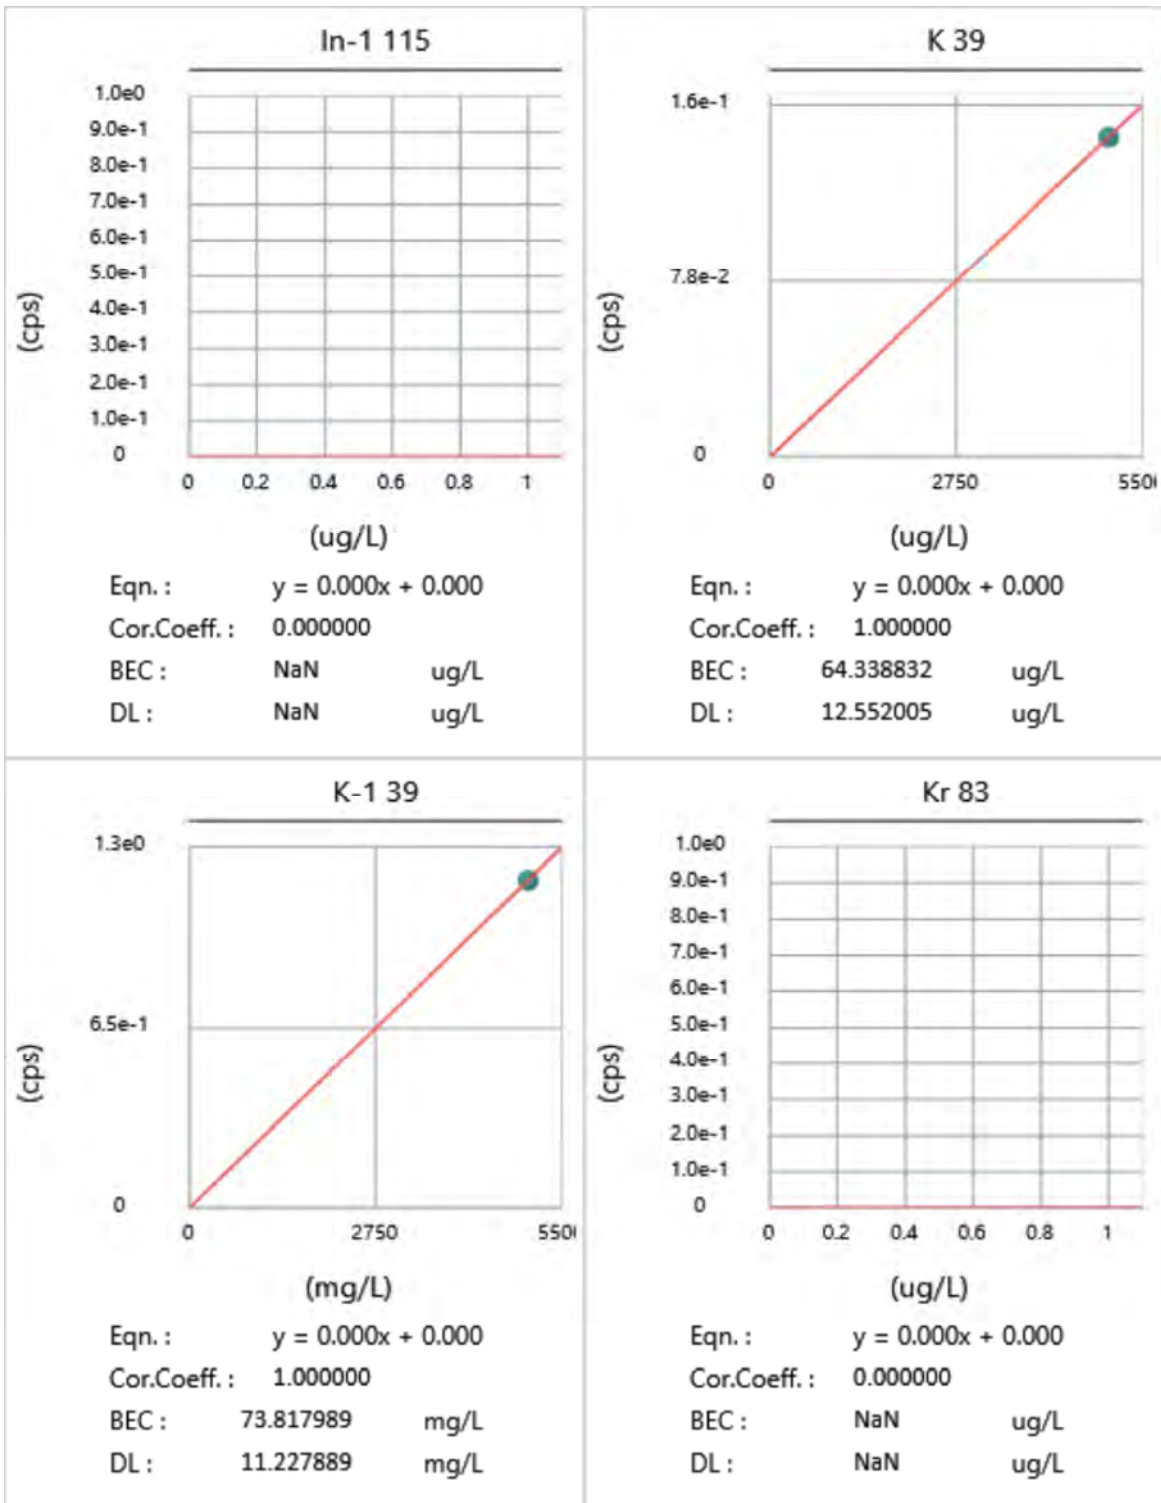 In-1 115
1.0e0
9.0e-1
8.0e-1
7.0e-1
6.0e-1
5.0e-1
4.0e-1
3.0e-1
2.0e-1
1.0e-1
0
(cps)
0 0.2 0.4 0.6 0.8 1
(ug/L)
Eqn. : y = 0.000x + 0.000
Cor.Coeff. : 0.000000
BEC : NaN ug/L
DL : NaN ug/L
K 39
1.6e-1
7.8e-2
0
(cps)
0 2750 550
(ug/L)
Eqn. : y = 0.000x + 0.000
Cor.Coeff. : 1.000000
BEC : 64.338832 ug/L
DL : 12.552005 ug/L
K-1 39
1.3e0
6.5e-1
0
(cps)
0 2750 550
(mg/L)
Eqn. : y = 0.000x + 0.000
Cor.Coeff. : 1.000000
BEC : 73.817989 mg/L
DL : 11.227889 mg/L
Kr 83
1.0e0
9.0e-1
8.0e-1
7.0e-1
6.0e-1
5.0e-1
4.0e-1
3.0e-1
2.0e-1
1.0e-1
0
(cps)
0 0.2 0.4 0.6 0.8 1
(ug/L)
Eqn. : y = 0.000x + 0.000
Cor.Coeff. : 0.000000
BEC : NaN ug/L
DL : NaN ug/L